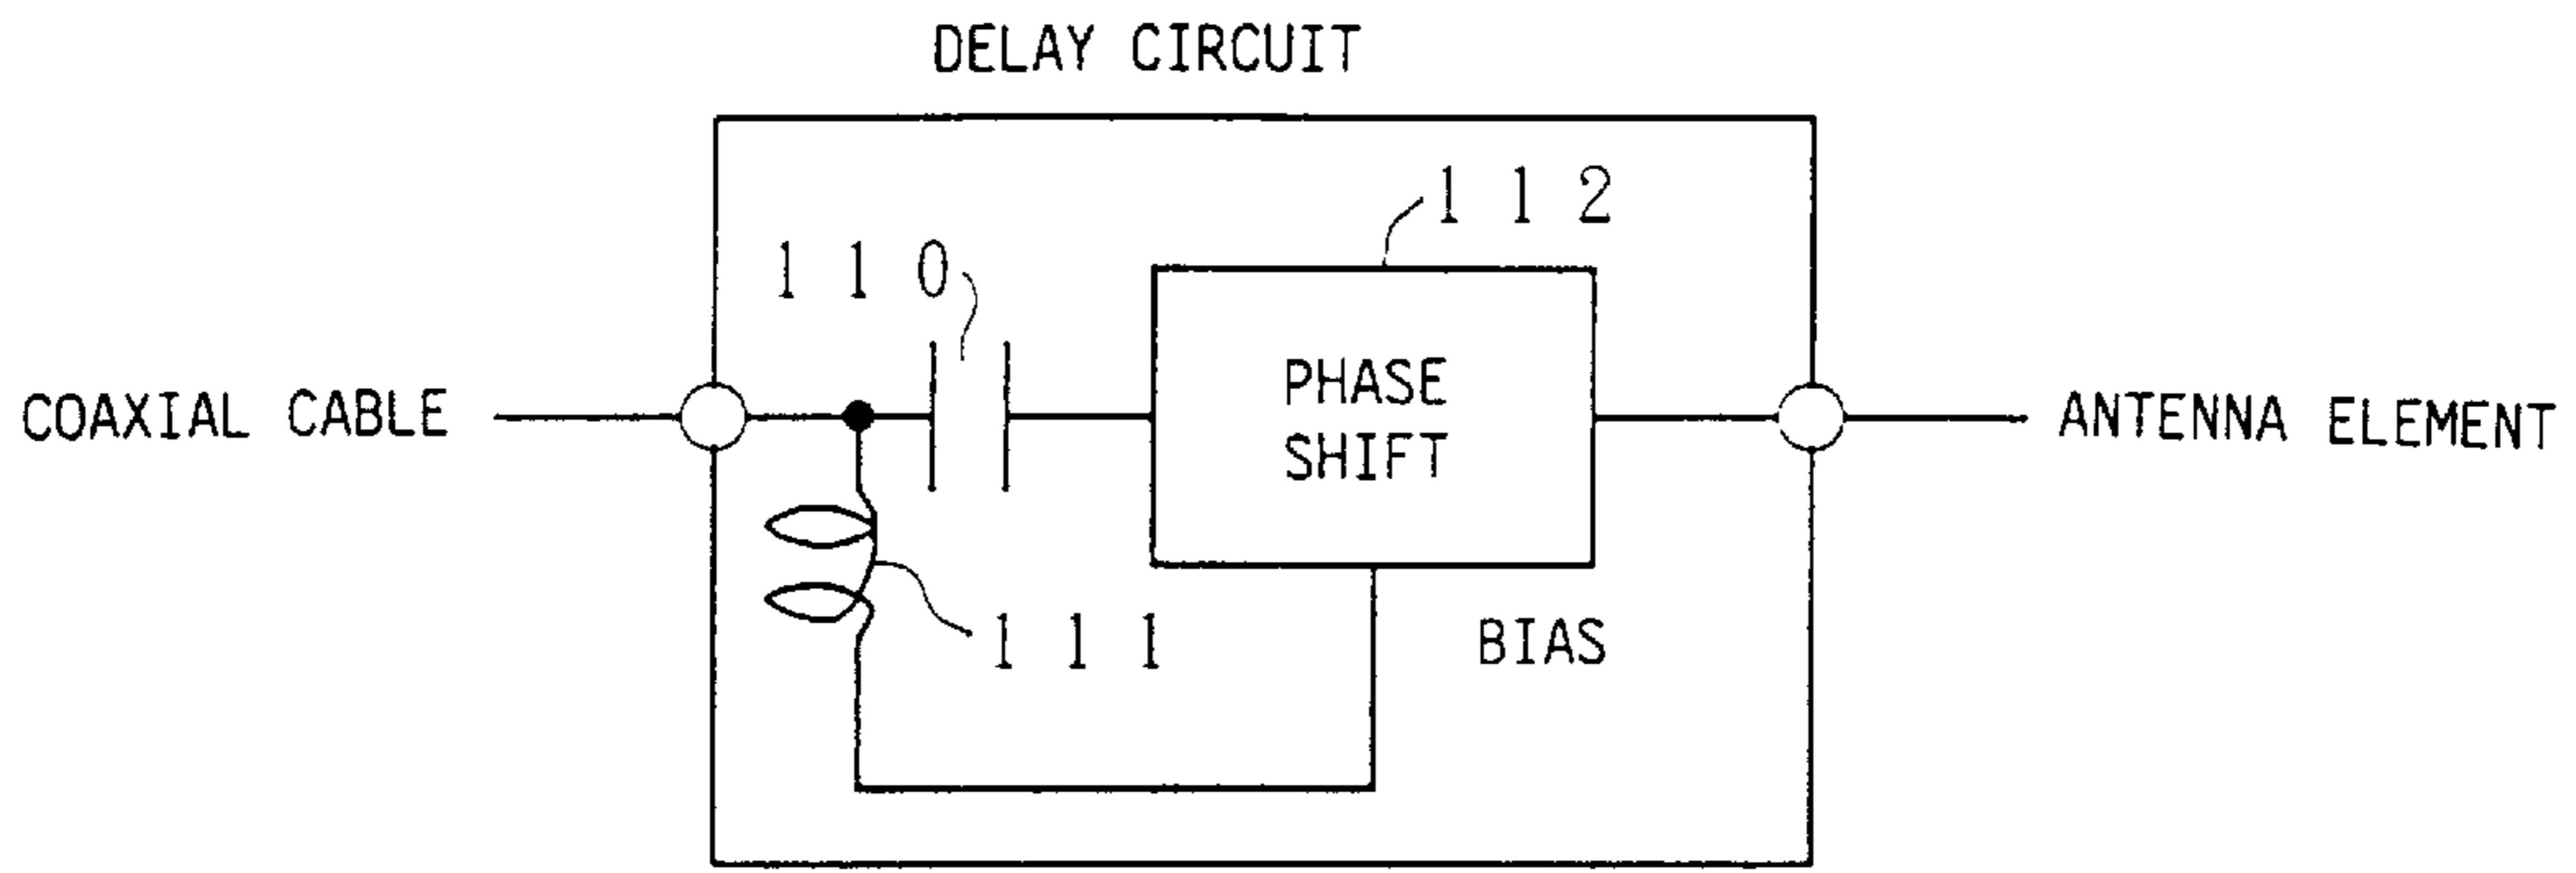 DELAY CIRCUIT
112
110
COAXIAL CABLE
PHASE
SHIFT
ANTENNA ELEMENT
111
BIAS